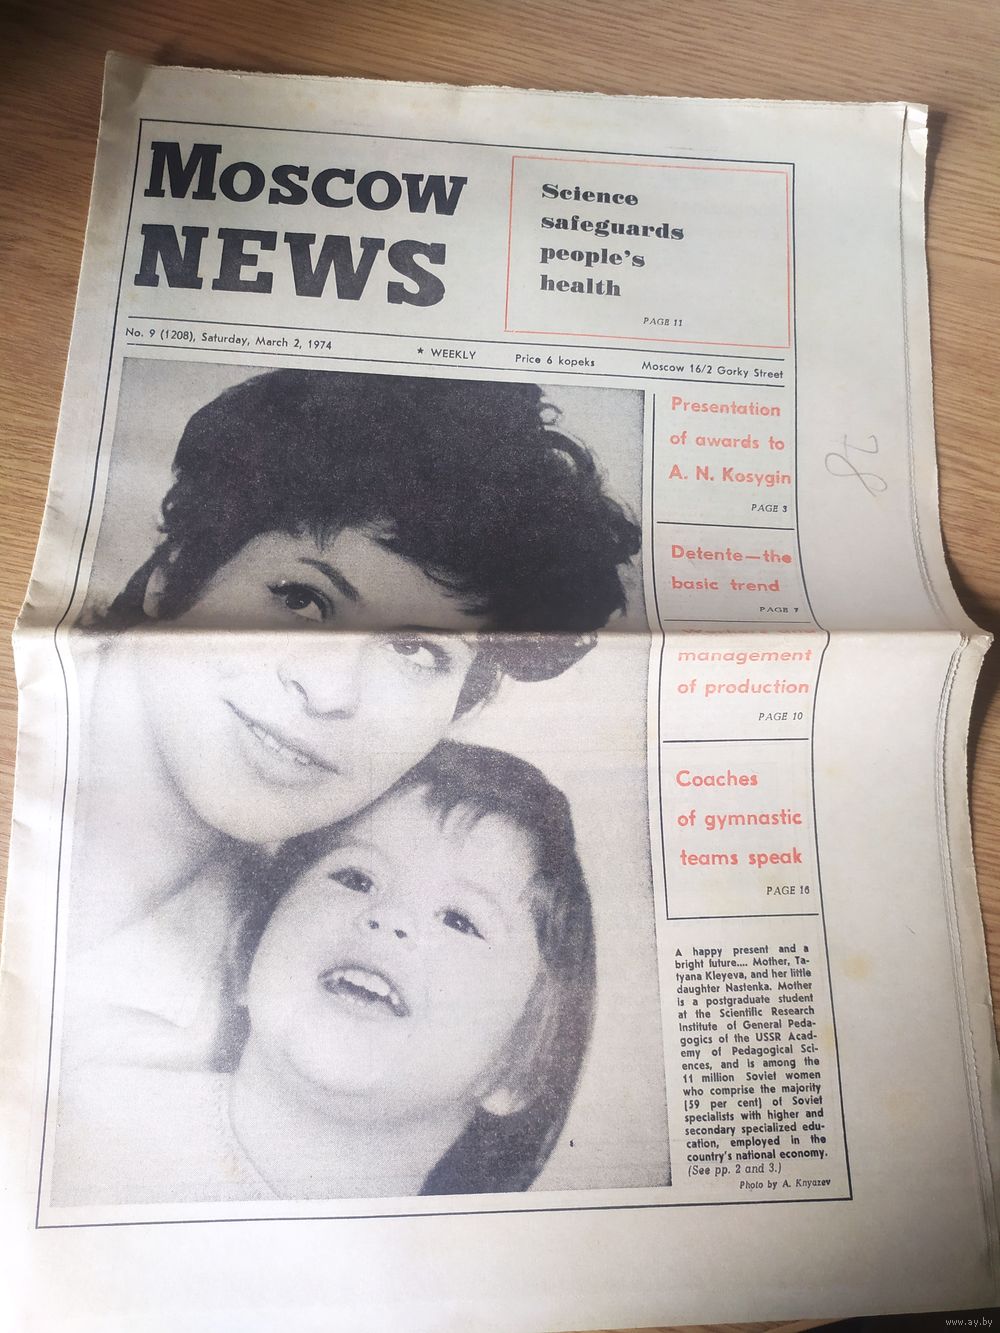 Moscow
NEWS
Science
safeguards
people's
health
PAGE 11
No. 9 (1208), Saturday, March 2, 1974
★ WEEKLY
Price 6 kopeks
Moscow 16/2 Gorky Street
Presentation
of awards to
A. N. Kosygin
PAGE 3
Detente—the
basic trend
PAGE 7
management
of production
PAGE 10
Coaches
of gymnastic
teams speak
PAGE 16
A happy present and a
bright future.... Mother, Ta-
tyana Kleyeva, and her little
daughter Nastenka. Mother
is a postgraduate student
at the Scientific Research
Institute of General Peda-
gogics of the USSR Acad-
emy of Pedagogical Sci-
ences, and is among the
11 million Soviet women
who comprise the majority
[59 per cent] of Soviet
specialists with higher and
secondary specialized edu-
cation, employed in the
country's national economy.
(See pp. 2 and 3.)
Photo by A. Knyazev
www.ay.by